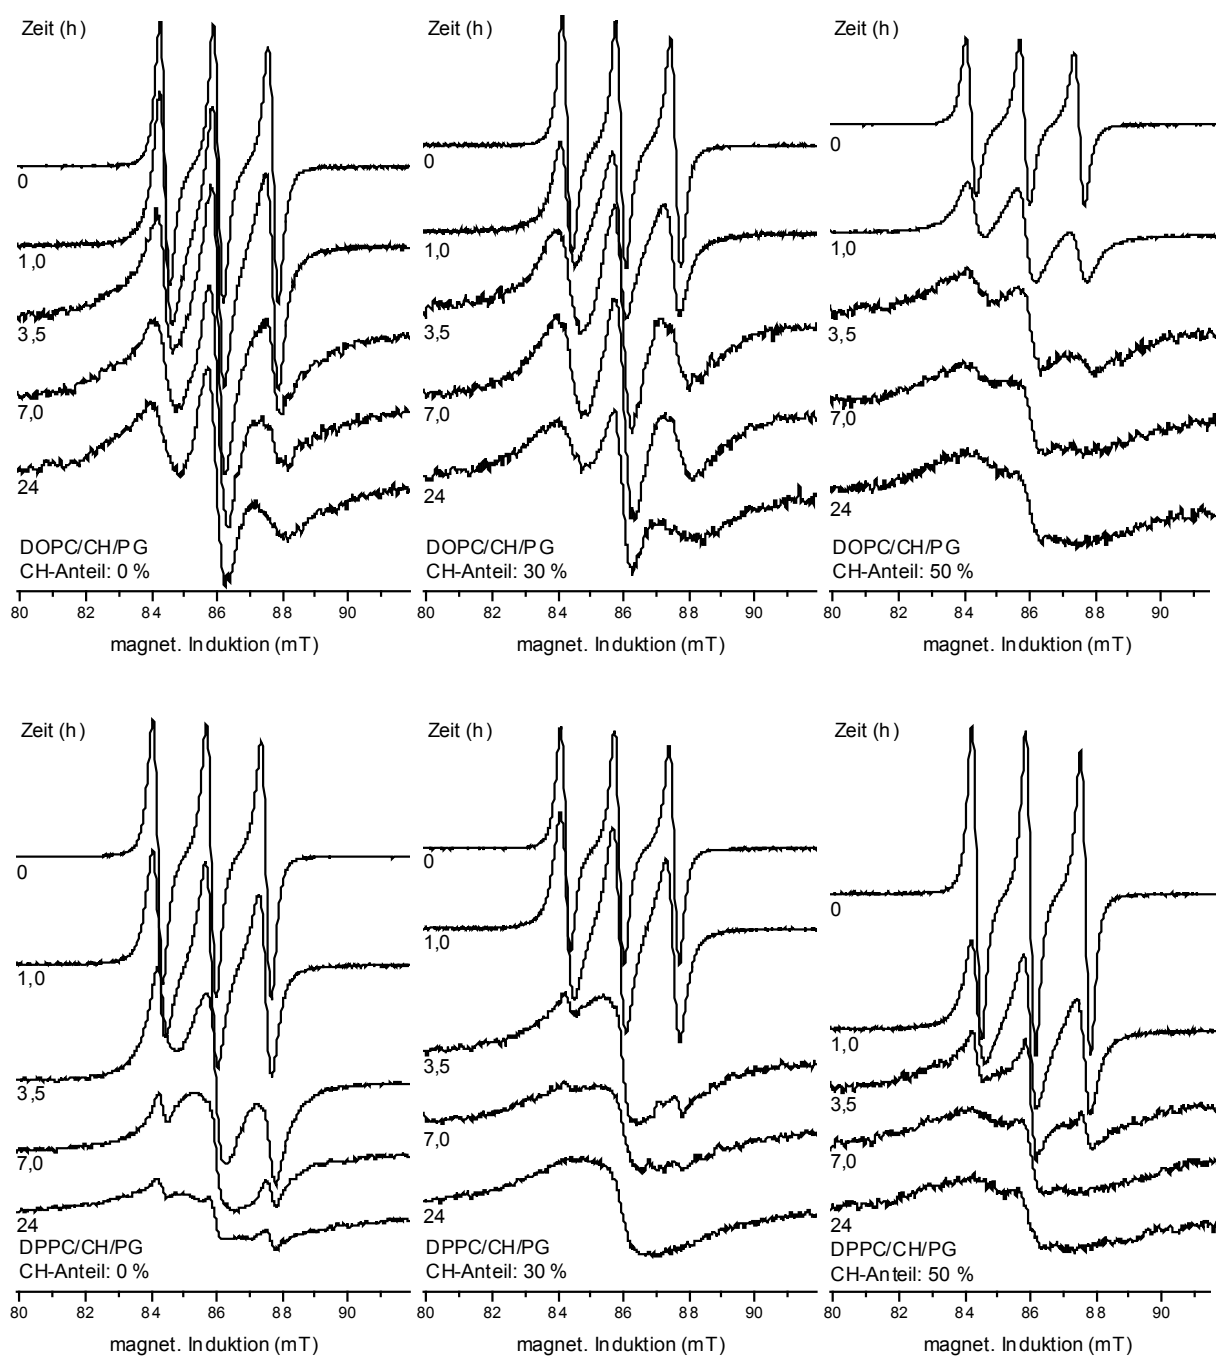 Zeit (h)
0
1,0
3,5
7,0
24
DOPC/CH/PG
CH-Anteil: 0 %
80 82 84 86 88 90
magnet. Induktion (mT)
Zeit (h)
0
1,0
3,5
7,0
24
DOPC/CH/PG
CH-Anteil: 30 %
80 82 84 86 88 90
magnet. Induktion (mT)
Zeit (h)
0
1,0
3,5
7,0
24
DOPC/CH/PG
CH-Anteil: 50 %
80 82 84 86 88 90
magnet. Induktion (mT)
Zeit (h)
0
1,0
3,5
7,0
24
DPPC/CH/PG
CH-Anteil: 0 %
80 82 84 86 88 90
magnet. Induktion (mT)
Zeit (h)
0
1,0
3,5
7,0
24
DPPC/CH/PG
CH-Anteil: 30 %
80 82 84 86 88 90
magnet. Induktion (mT)
Zeit (h)
0
1,0
3,5
7,0
24
DPPC/CH/PG
CH-Anteil: 50 %
80 82 84 86 88 90
magnet. Induktion (mT)